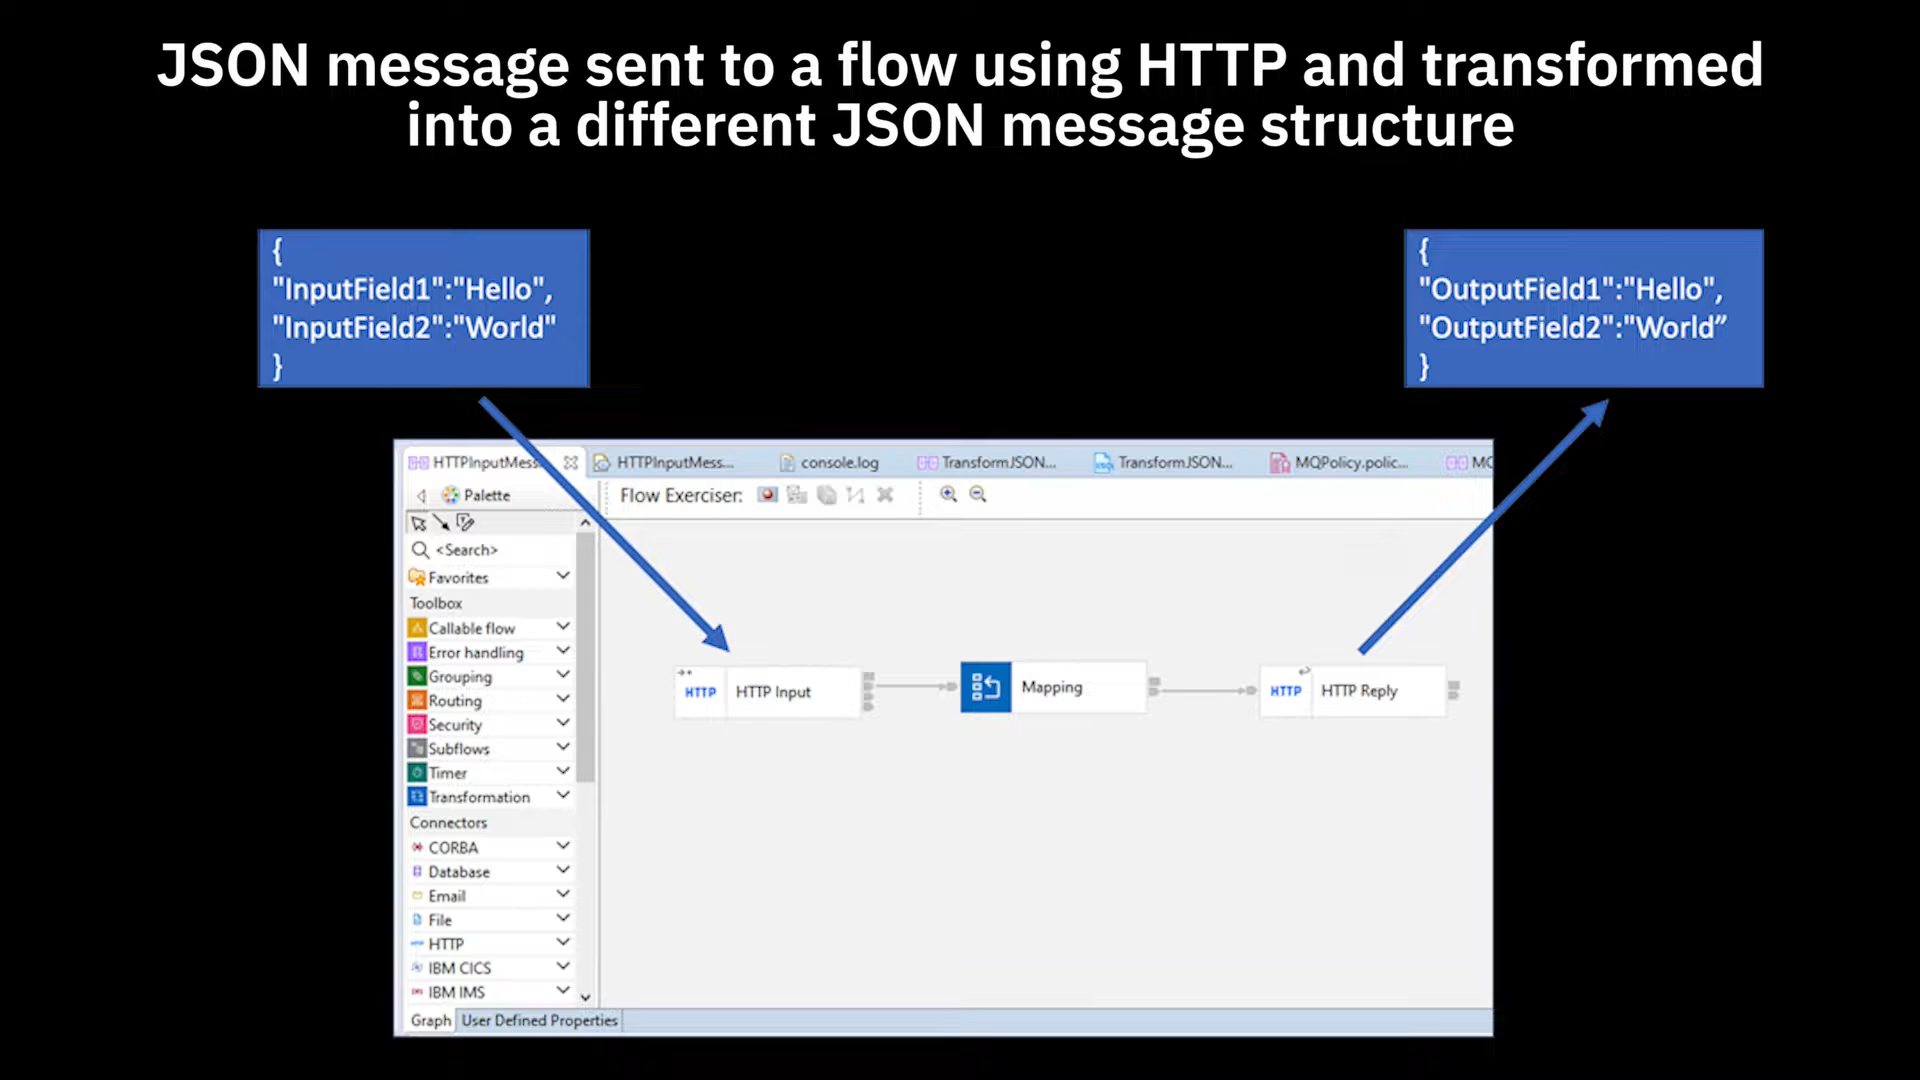 JSON message sent to a flow using HTTP and transformed
into a different JSON message structure
{
"InputField1":"Hello",
"InputField2":"World"
}
{
"OutputField1":"Hello",
"OutputField2":"World”
}
HTTPInputMess
HTTPInputMess...
console.log
TransformJSON...
TransformJSON...
MQPolicy.polic...
Palette
Flow Exerciser:
<Search>
Favorites
Toolbox
Callable flow
Error handling
Grouping
Routing
Security
Subflows
Timer
Transformation
Connectors
CORBA
Database
Email
File
HTTP
IBM CICS
IBM IMS
HTTP
HTTP Input
Mapping
HTTP
HTTP Reply
Graph
User Defined Properties